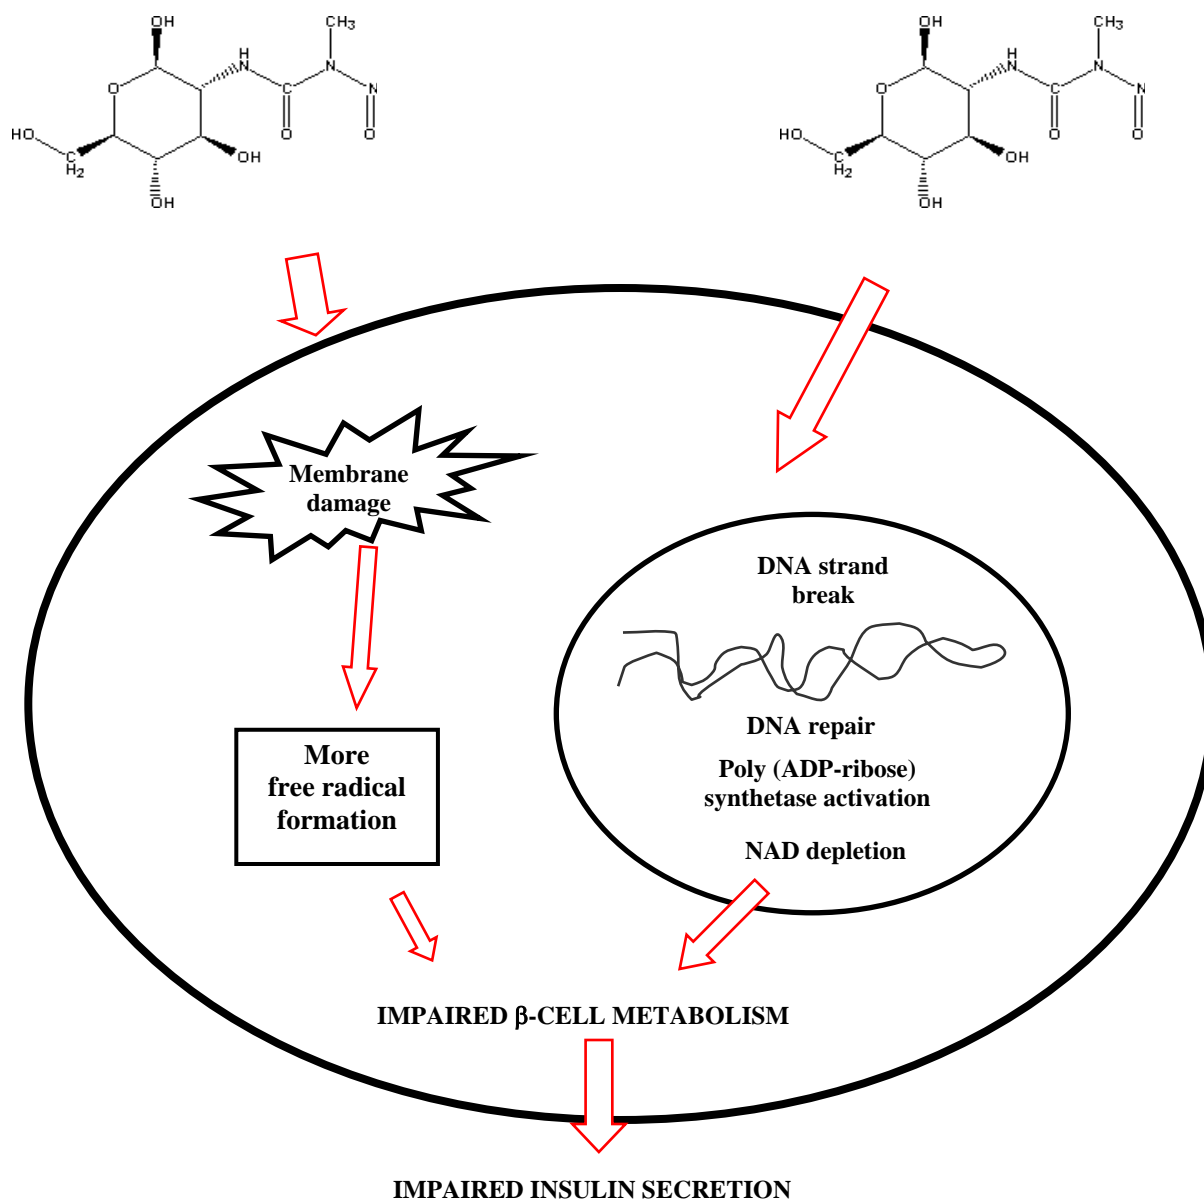 OH
CH3
H
N
N
N
O
C
O
O
HO
C
H2
OH
OH
OH
CH3
H
N
N
N
O
C
O
O
HO
C
H2
OH
OH
Membrane
damage
DNA strand
break
DNA repair
More
free radical
formation
Poly (ADP-ribose)
synthetase activation
NAD depletion
IMPAIRED β-CELL METABOLISM
IMPAIRED INSULIN SECRETION